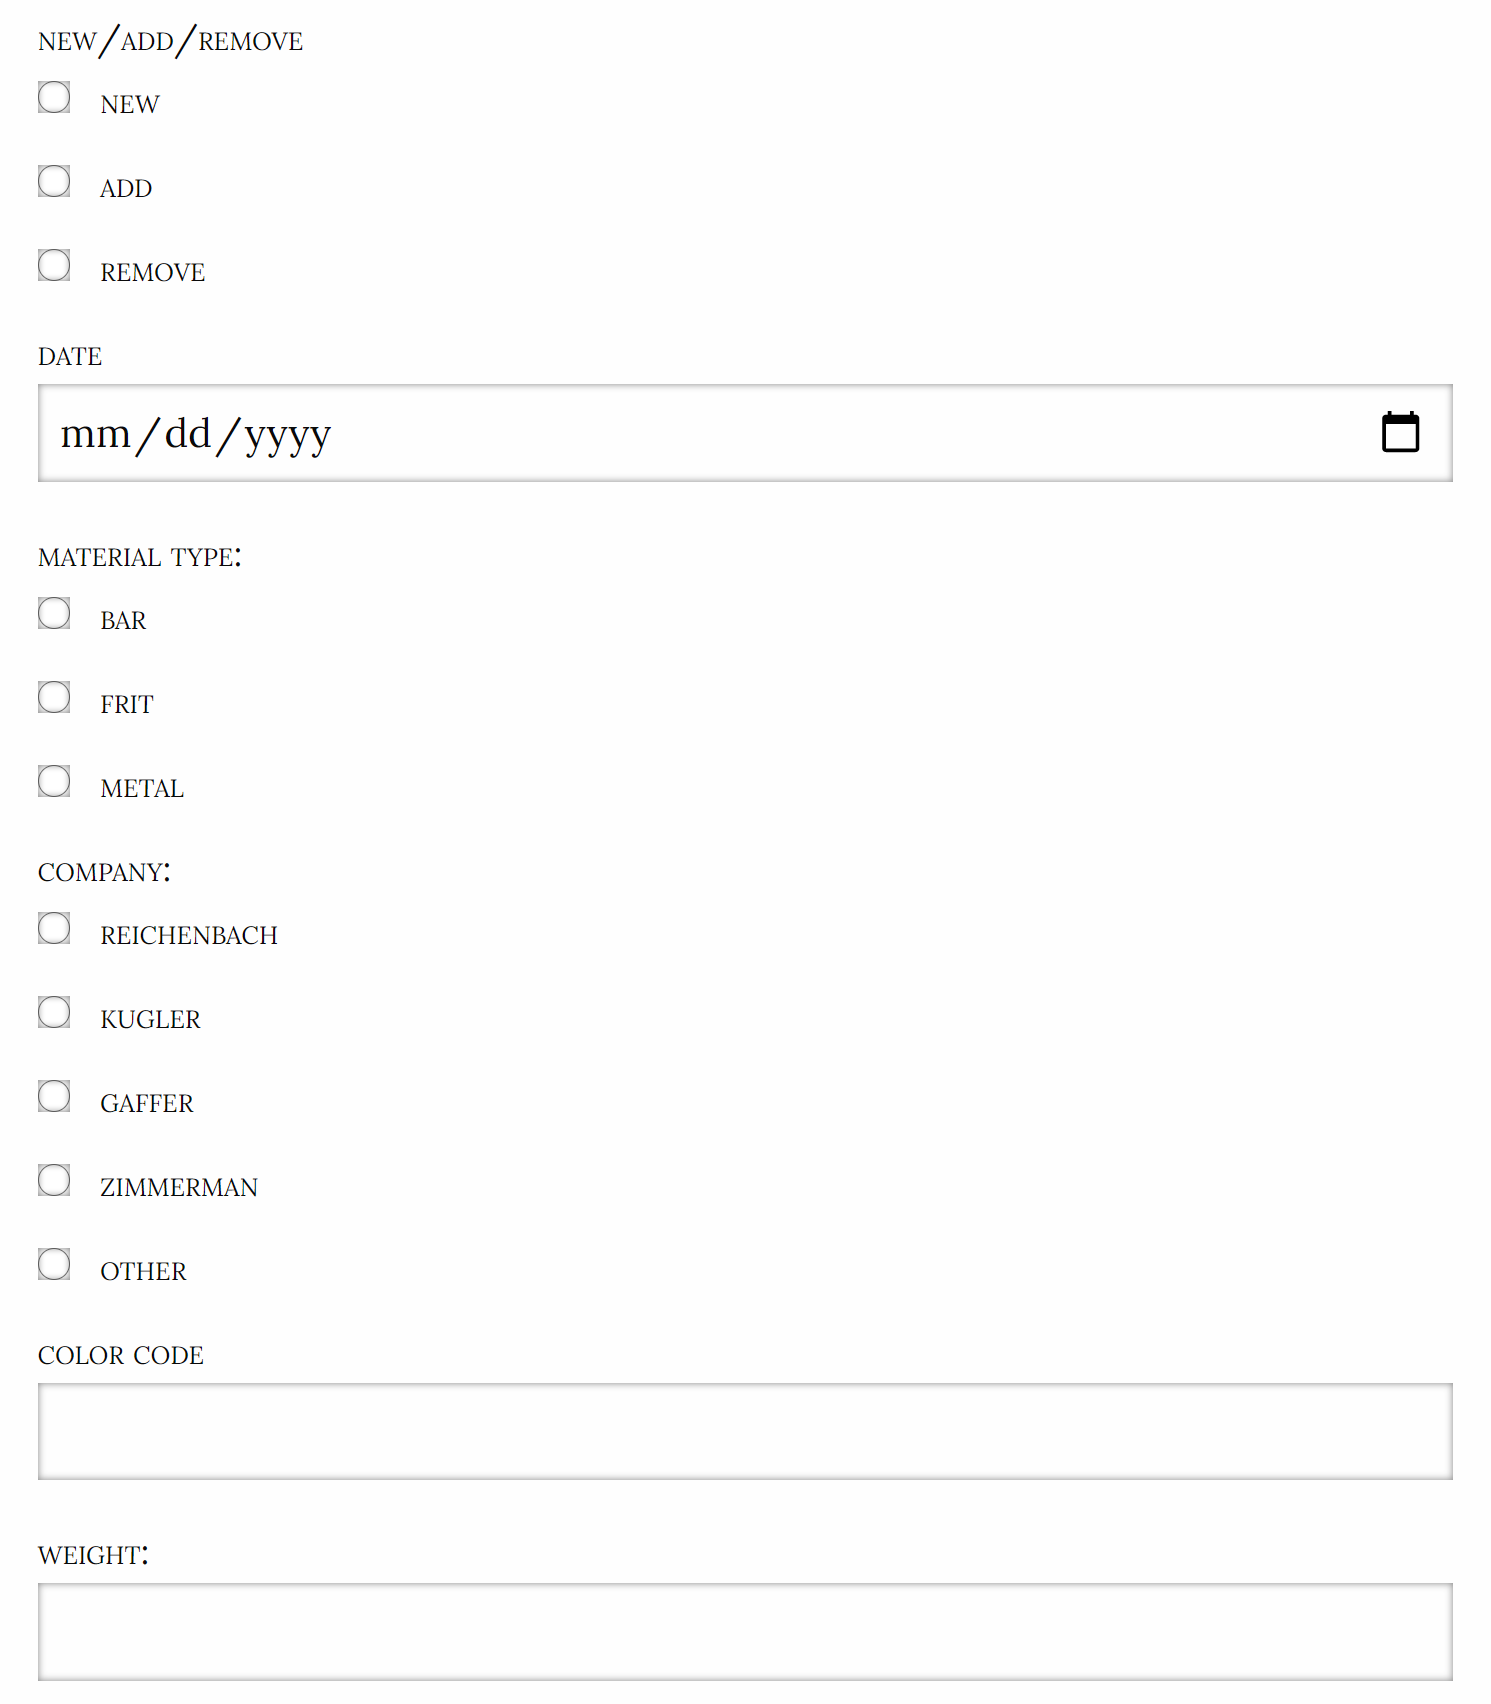 NEW/ADD/REMOVE
NEW
ADD
REMOVE
DATE
mm/dd/yyyy
MATERIAL TYPE:
BAR
FRIT
METAL
COMPANY:
REICHENBACH
KUGLER
GAFFER
ZIMMERMAN
OTHER
COLOR CODE
WEIGHT: